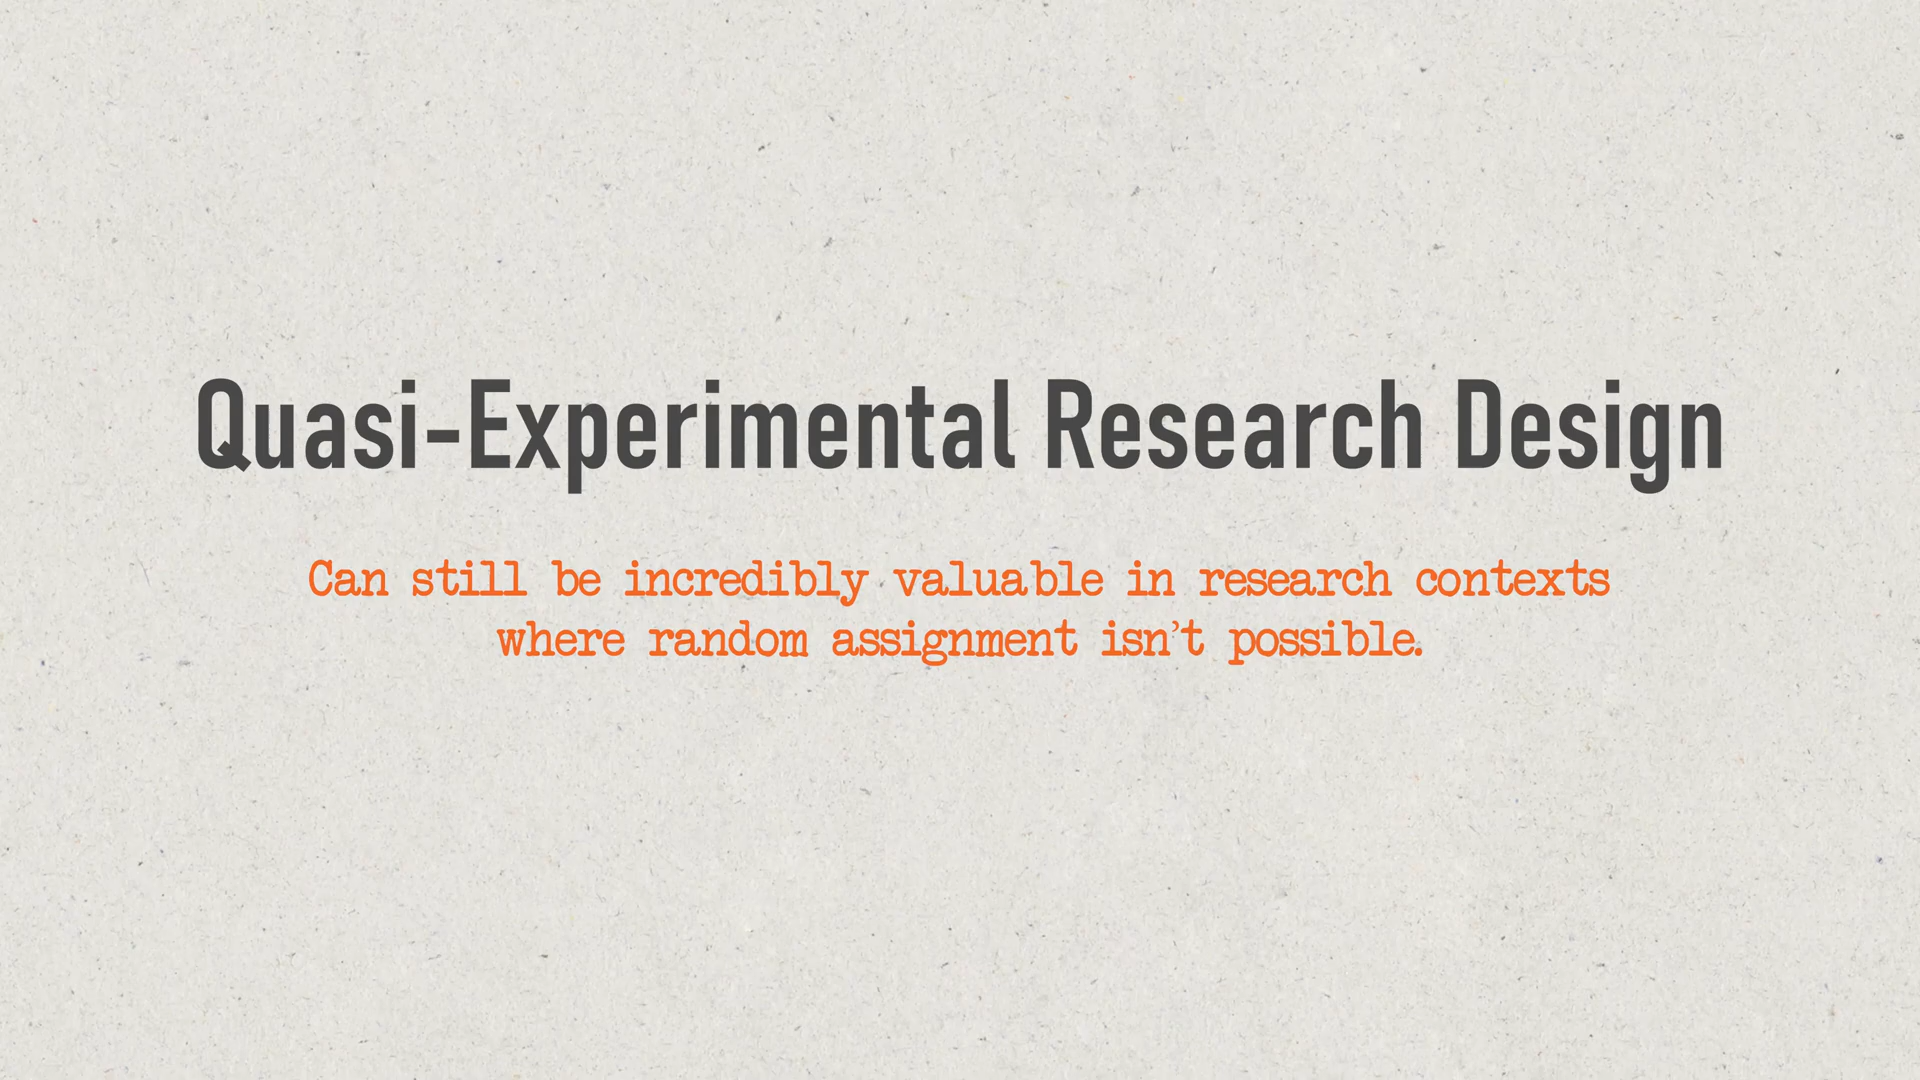 Quasi-Experimental Research Design
Can still be incredibly valuable in research contexts
where random assignment isn't possible.